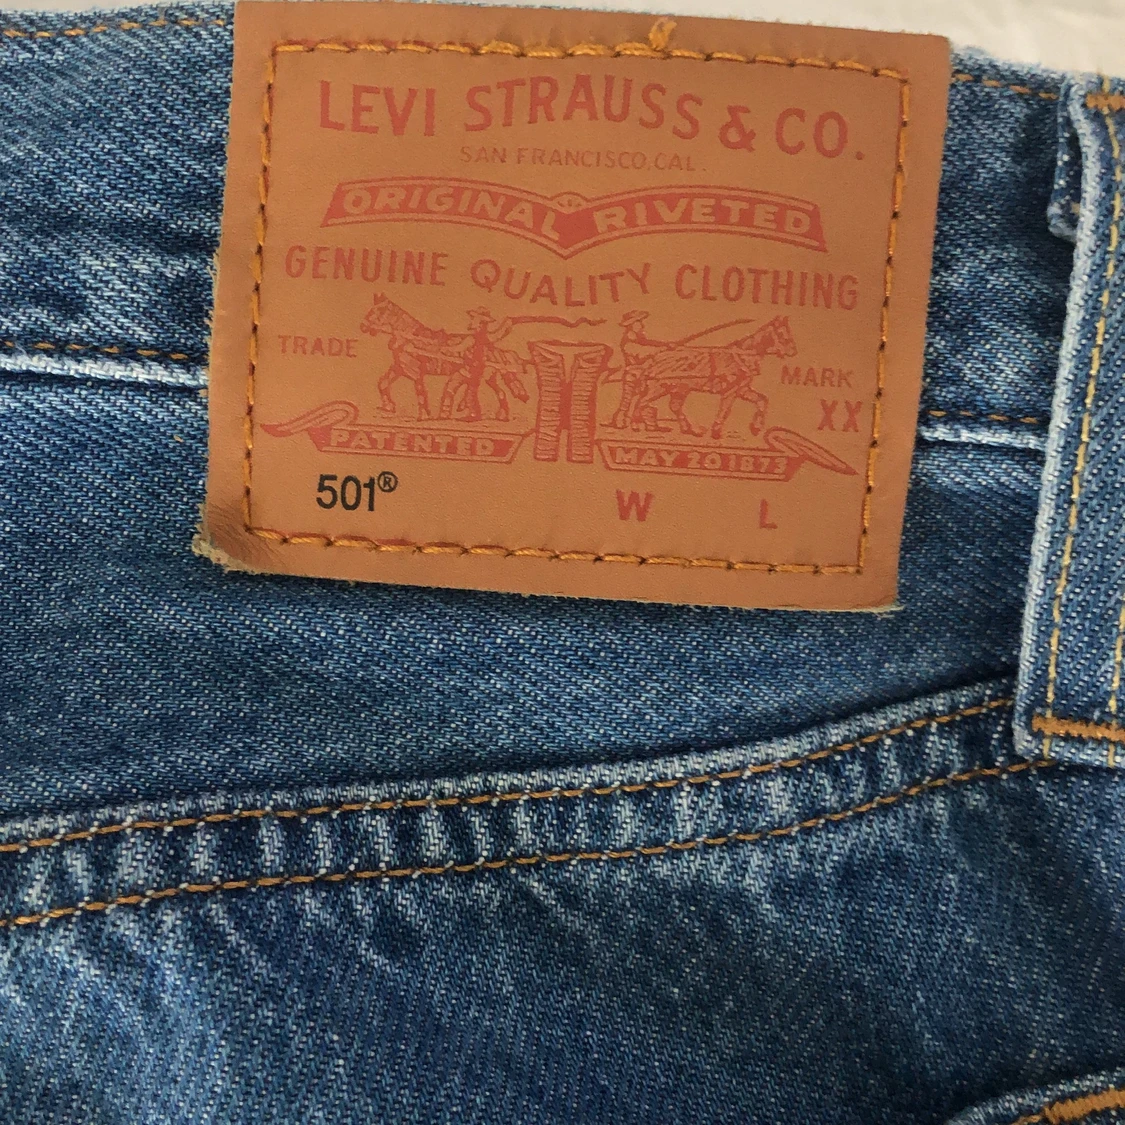 LEVI STRAUSS & CO.
SAN FRANCISCO, CAL.
ORIGINAL RIVETED
GENUINE QUALITY CLOTHING
TRADE MARK
XX
PATENTED MAY 20 1873
501® W L